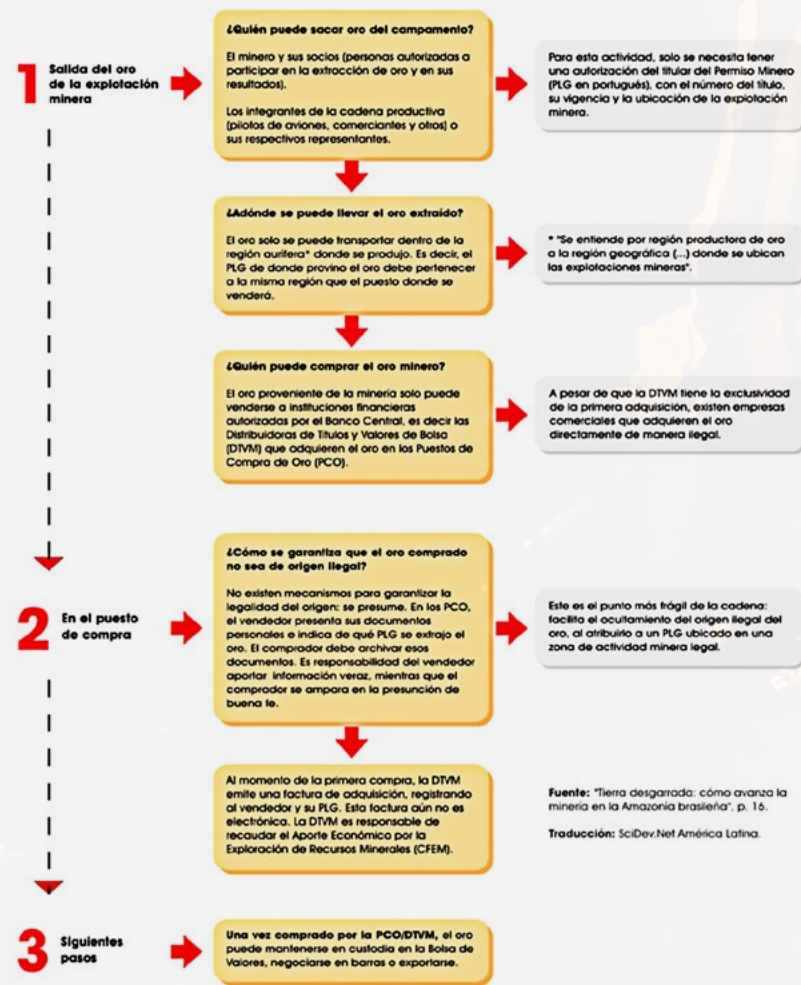 1
Salida del oro
de la explotación
minera
¿Quién puede sacar oro del campamento?
El minero y sus socios (personas autorizadas a
participar en la extracción de oro y en sus
resultados).
Los integrantes de la cadena productiva
(pilotos de aviones, comerciantes y otros) o
sus respectivos representantes.
Para esta actividad, solo se necesita tener
una autorización del titular del Permiso Minero
(PLG en portugués), con el número del título,
su vigencia y la ubicación de la explotación
minera.
¿Adónde se puede llevar el oro extraído?
El oro solo se puede transportar dentro de la
región aurífera* donde se produjo. Es decir, el
PLG de donde provino el oro debe pertenecer
a la misma región que el puesto donde se
venderá.
* "Se entiende por región productora de oro
a la región geográfica (...) donde se ubican
las explotaciones mineras".
¿Quién puede comprar el oro minero?
El oro proveniente de la minería solo puede
venderse a instituciones financieras
autorizadas por el Banco Central, es decir las
Distribuidoras de Títulos y Valores de Bolsa
(DTVM) que adquieren el oro en los Puestos de
Compra de Oro (PCO).
A pesar de que la DTVM tiene la exclusividad
de la primera adquisición, existen empresas
comerciales que adquieren el oro
directamente de manera ilegal.
2
En el puesto
de compra
¿Cómo se garantiza que el oro comprado
no sea de origen ilegal?
No existen mecanismos para garantizar la
legalidad del origen: se presume. En los PCO,
el vendedor presenta sus documentos
personales e indica de qué PLG se extrajo el
oro. El comprador debe archivar esos
documentos. Es responsabilidad del vendedor
aportar información veraz, mientras que el
comprador se ampara en la presunción de
buena fe.
Este es el punto más frágil de la cadena:
facilita el ocultamiento del origen ilegal del
oro, al atribuirlo a un PLG ubicado en una
zona de actividad minera legal.
Al momento de la primera compra, la DTVM
emite una factura de adquisición, registrando
al vendedor y su PLG. Esta factura aún no es
electrónica. La DTVM es responsable de
recaudar el Aporte Económico por la
Exploración de Recursos Minerales (CFEM).
Fuente: "Tierra desgarrada: cómo avanza la
minería en la Amazonía brasileña", p. 16.
Traducción: SciDev.Net América Latina.
3
Siguientes
pasos
Una vez comprado por la PCO/DTVM, el oro
puede mantenerse en custodia en la Bolsa de
Valores, negociarse en barras o exportarse.